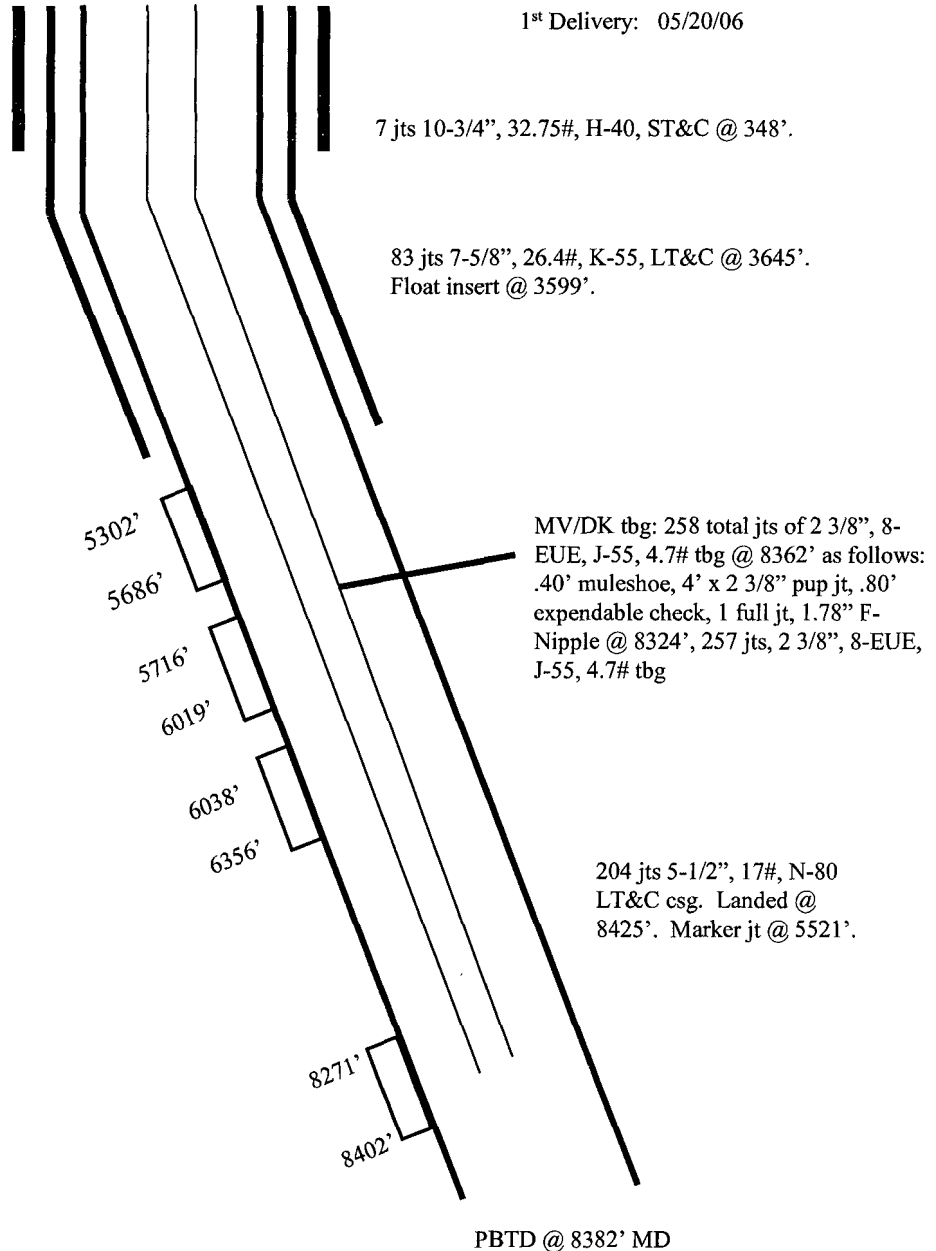 1st Delivery: 05/20/06
7 jts 10-3/4”, 32.75#, H-40, ST&C @ 348’.
83 jts 7-5/8”, 26.4#, K-55, LT&C @ 3645’.
Float insert @ 3599’.
5302’
5686’
MV/DK tbg: 258 total jts of 2 3/8”, 8-
EUE, J-55, 4.7# tbg @ 8362’ as follows:
.40’ muleshoe, 4’ x 2 3/8” pup jt, .80’
expendable check, 1 full jt, 1.78” F-
Nipple @ 8324’, 257 jts, 2 3/8”, 8-EUE,
J-55, 4.7# tbg
5716’
6019’
6038’
6356’
204 jts 5-1/2”, 17#, N-80
LT&C csg. Landed @
8425’. Marker jt @ 5521’.
8271’
8402’
PBTD @ 8382’ MD